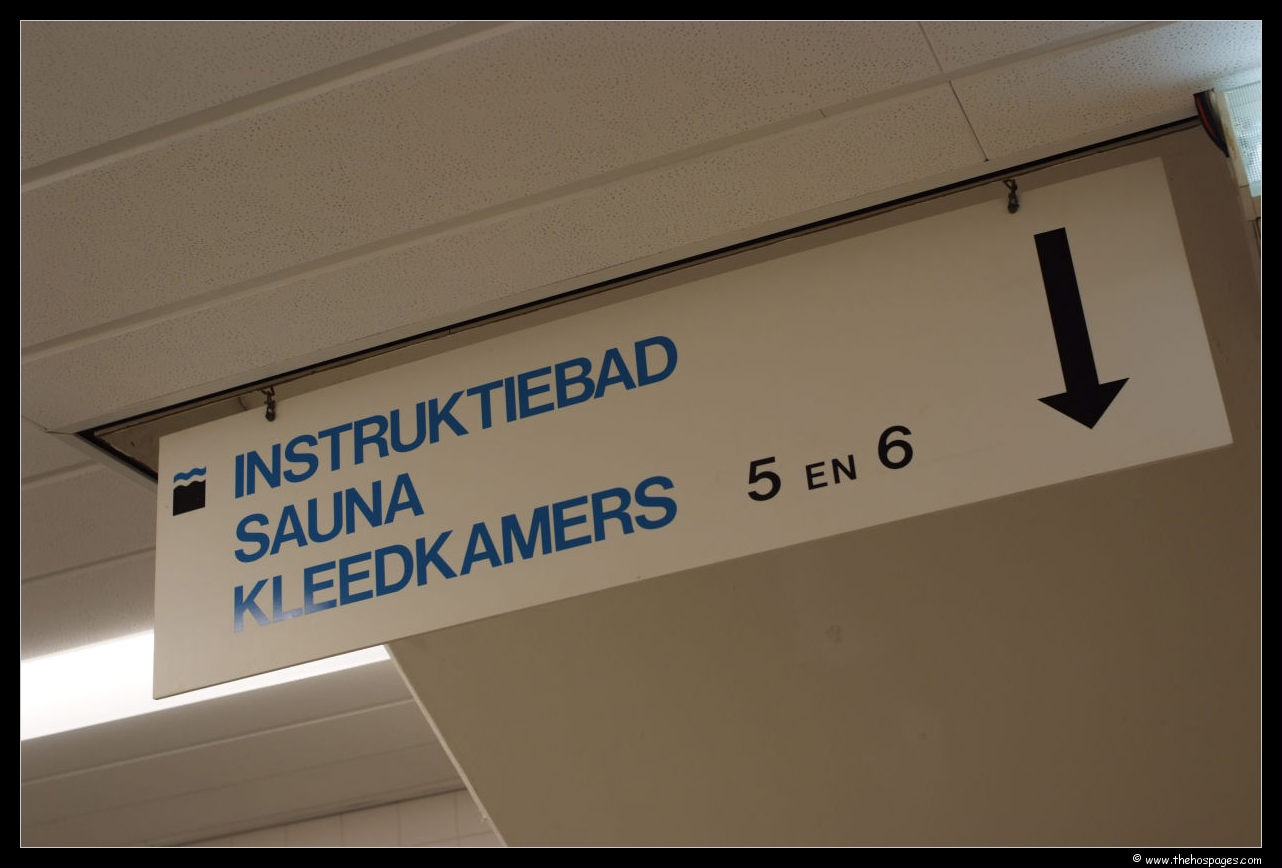 INSTRUKTIEBAD
SAUNA
KLEEDKAMERS 5 EN 6
© www.thehospages.com